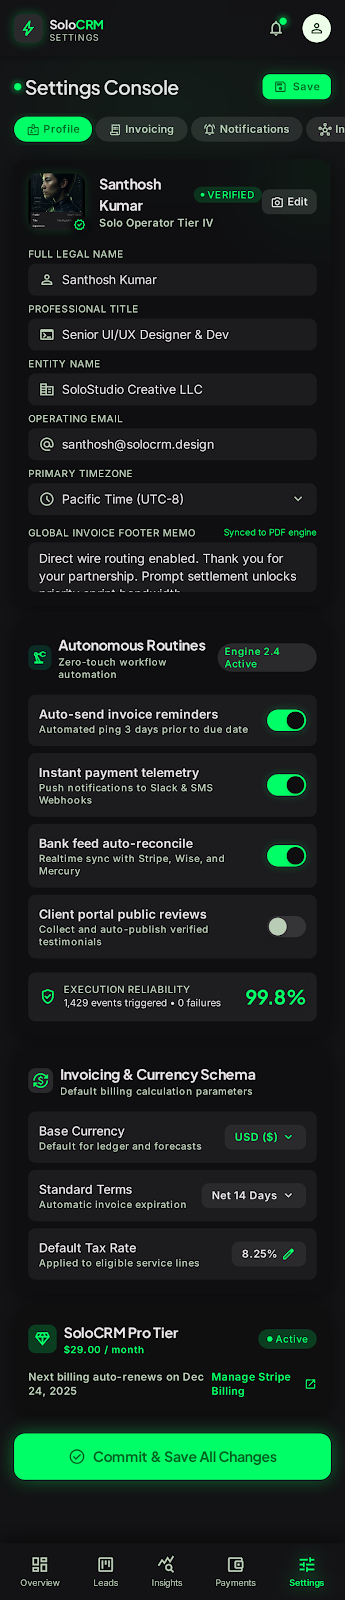 SoloCRM
SETTINGS
Settings Console
Save
Profile
Invoicing
Notifications
In
Santhosh
Kumar
VERIFIED
Edit
Solo Operator Tier IV
FULL LEGAL NAME
Santhosh Kumar
PROFESSIONAL TITLE
Senior UI/UX Designer & Dev
ENTITY NAME
SoloStudio Creative LLC
OPERATING EMAIL
santhosh@solocrm.design
PRIMARY TIMEZONE
Pacific Time (UTC-8)
GLOBAL INVOICE FOOTER MEMO
Synced to PDF engine
Direct wire routing enabled. Thank you for
your partnership. Prompt settlement unlocks
priority sprint bandwidth
Autonomous Routines
Zero-touch workflow
automation
Engine 2.4
Active
Auto-send invoice reminders
Automated ping 3 days prior to due date
Instant payment telemetry
Push notifications to Slack & SMS
Webhooks
Bank feed auto-reconcile
Realtime sync with Stripe, Wise, and
Mercury
Client portal public reviews
Collect and auto-publish verified
testimonials
EXECUTION RELIABILITY
1,429 events triggered • 0 failures
99.8%
Invoicing & Currency Schema
Default billing calculation parameters
Base Currency
Default for ledger and forecasts
USD ($)
Standard Terms
Automatic invoice expiration
Net 14 Days
Default Tax Rate
Applied to eligible service lines
8.25%
SoloCRM Pro Tier
$29.00 / month
Active
Next billing auto-renews on Dec
24, 2025
Manage Stripe
Billing
Commit & Save All Changes
Overview
Leads
Insights
Payments
Settings